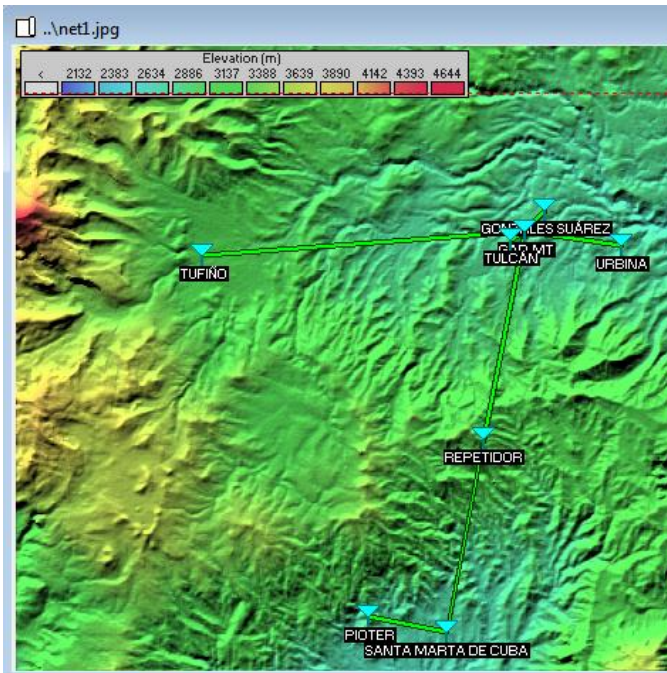 ..\net1.jpg
Elevation (m)
< 2132 2383 2634 2886 3137 3388 3639 3890 4142 4393 4644
GONZALES SUÁREZ
GAD MT
TULCÁN
URBINA
TUFIÑO
REPETIDOR
PIOTER
SANTA MARTA DE CUBA